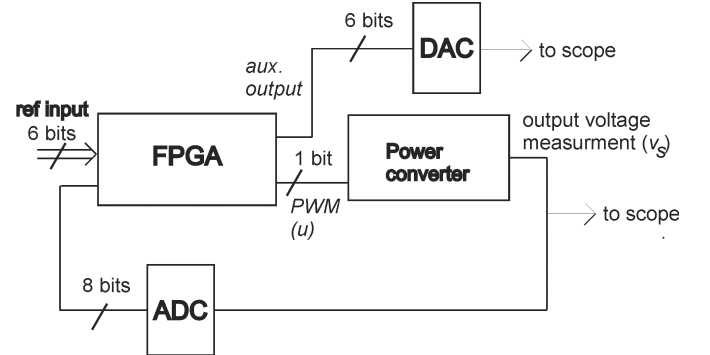 6 bits
DAC
to scope
aux.
output
ref input
6 bits
FPGA
1 bit
PWM
(u)
Power
converter
output voltage
measurment (vs)
to scope
8 bits
ADC